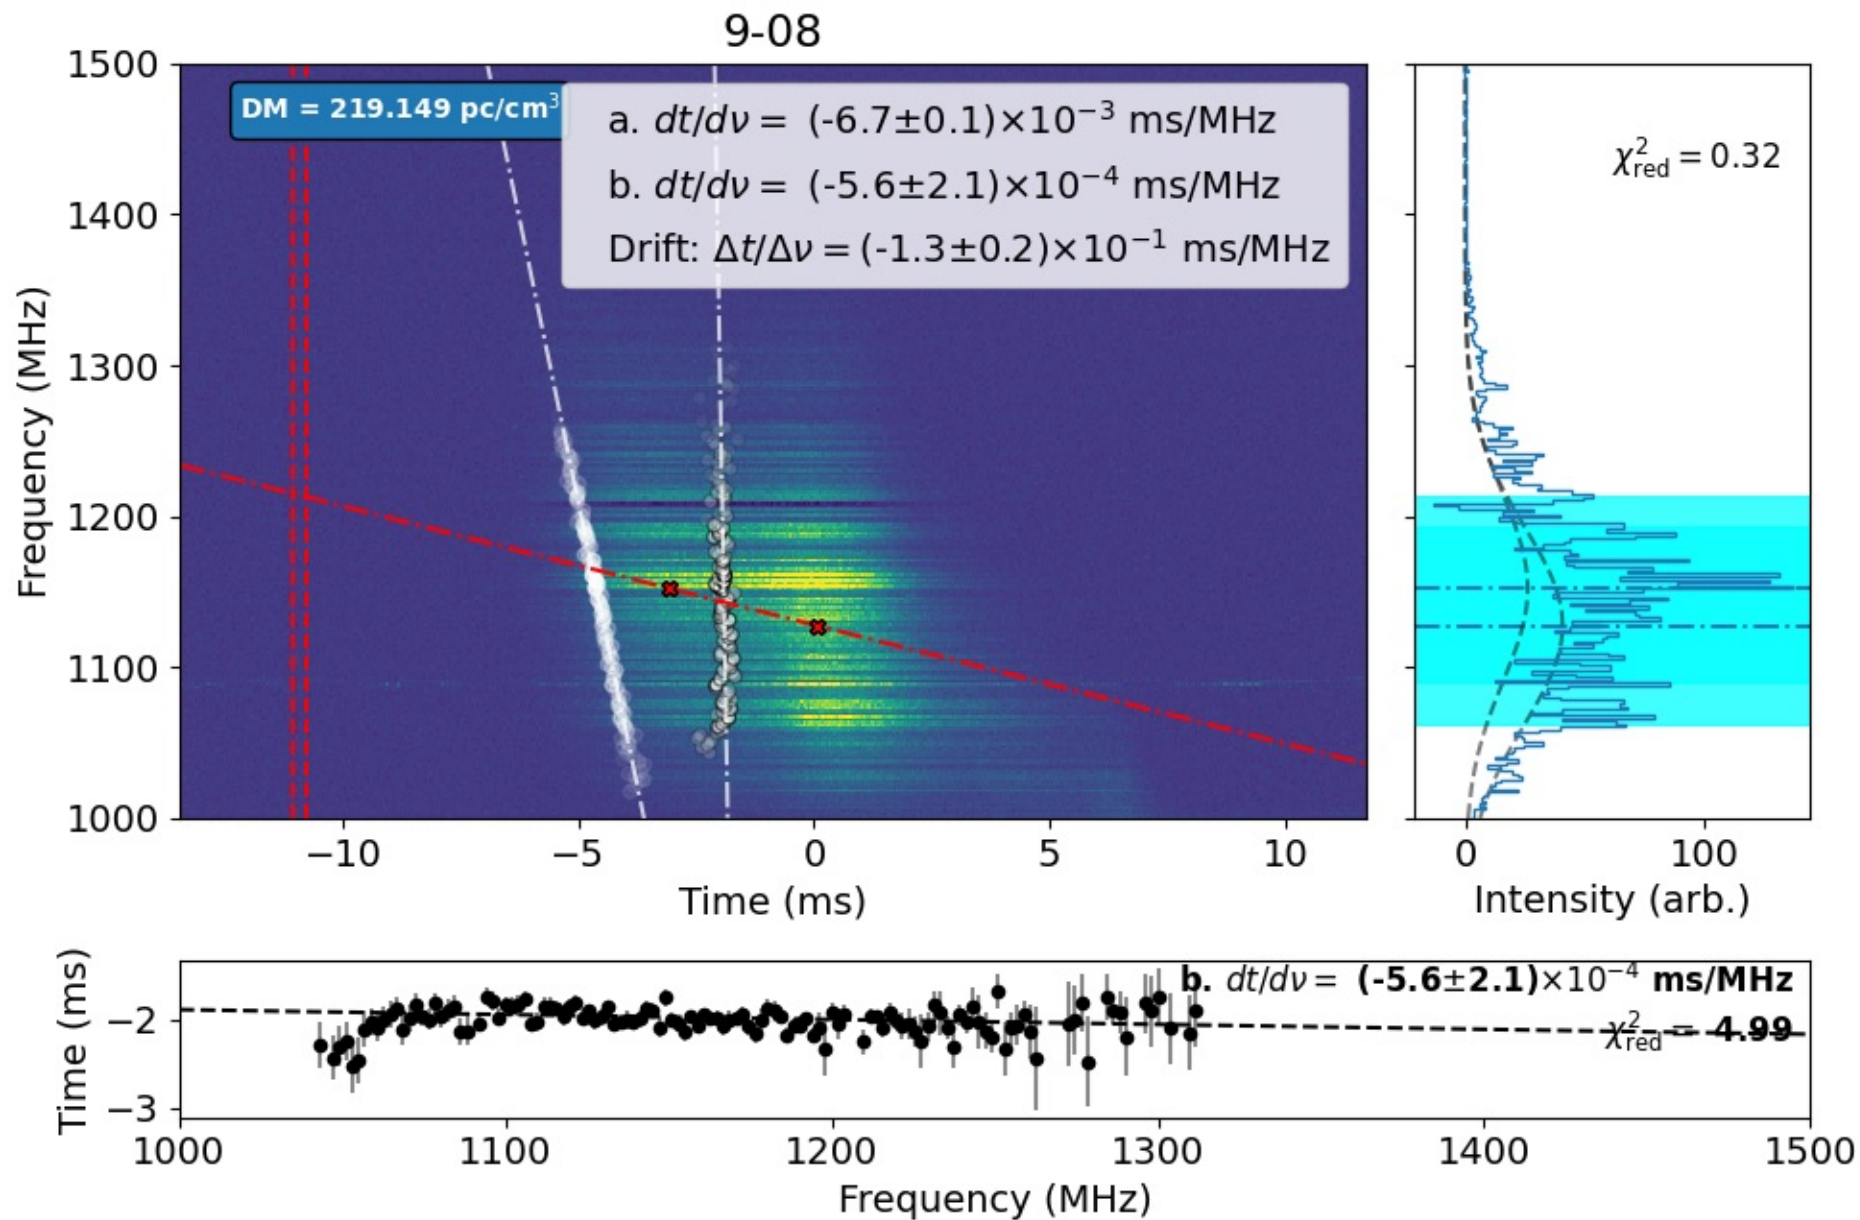 9-08
1500
1400
1300
1200
1100
1000
Frequency (MHz)
DM = 219.149 pc/cm³
a. dt/dν = (-6.7±0.1)×10⁻³ ms/MHz
b. dt/dν = (-5.6±2.1)×10⁻⁴ ms/MHz
Drift: Δt/Δν = (-1.3±0.2)×10⁻¹ ms/MHz
−10 −5 0 5 10
Time (ms)
χ²red = 0.32
0 100
Intensity (arb.)
Time (ms)
−2
−3
b. dt/dν = (-5.6±2.1)×10⁻⁴ ms/MHz
χ²red = 4.99
1000 1100 1200 1300 1400 1500
Frequency (MHz)